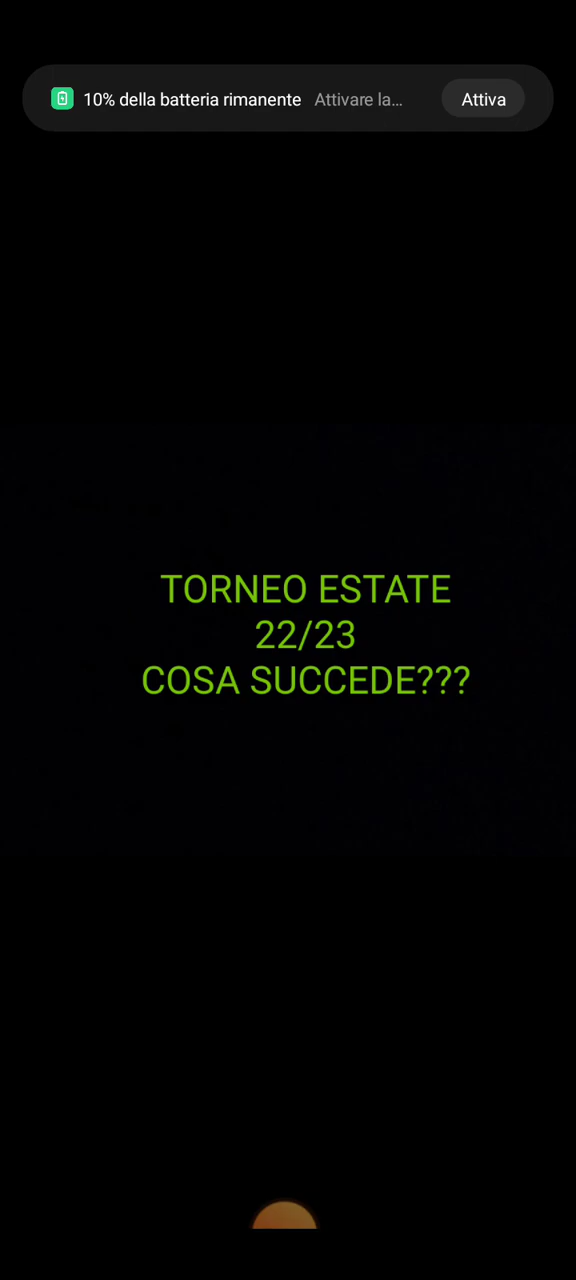 10% della batteria rimanente Attivare la... Attiva
TORNEO ESTATE
22/23
COSA SUCCEDE???